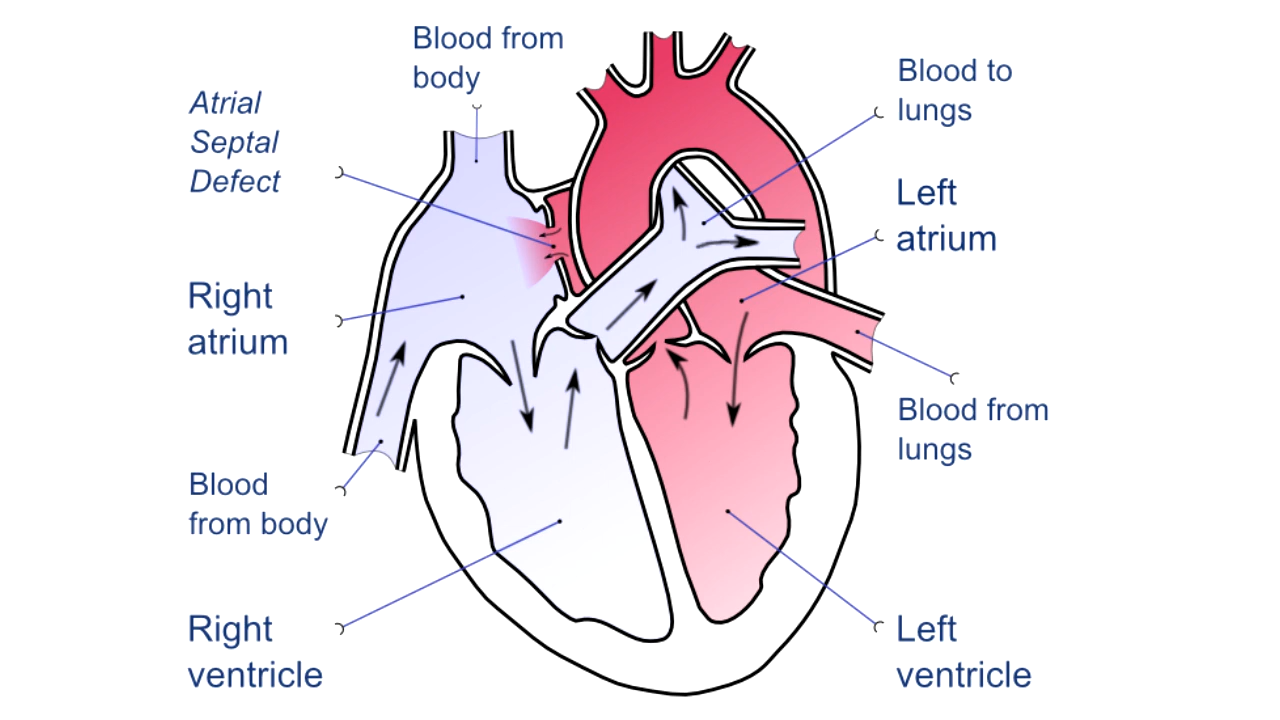 Blood from
body
Atrial
Septal
Defect
Right
atrium
Blood
from body
Right
ventricle
Blood to
lungs
Left
atrium
Blood from
lungs
Left
ventricle